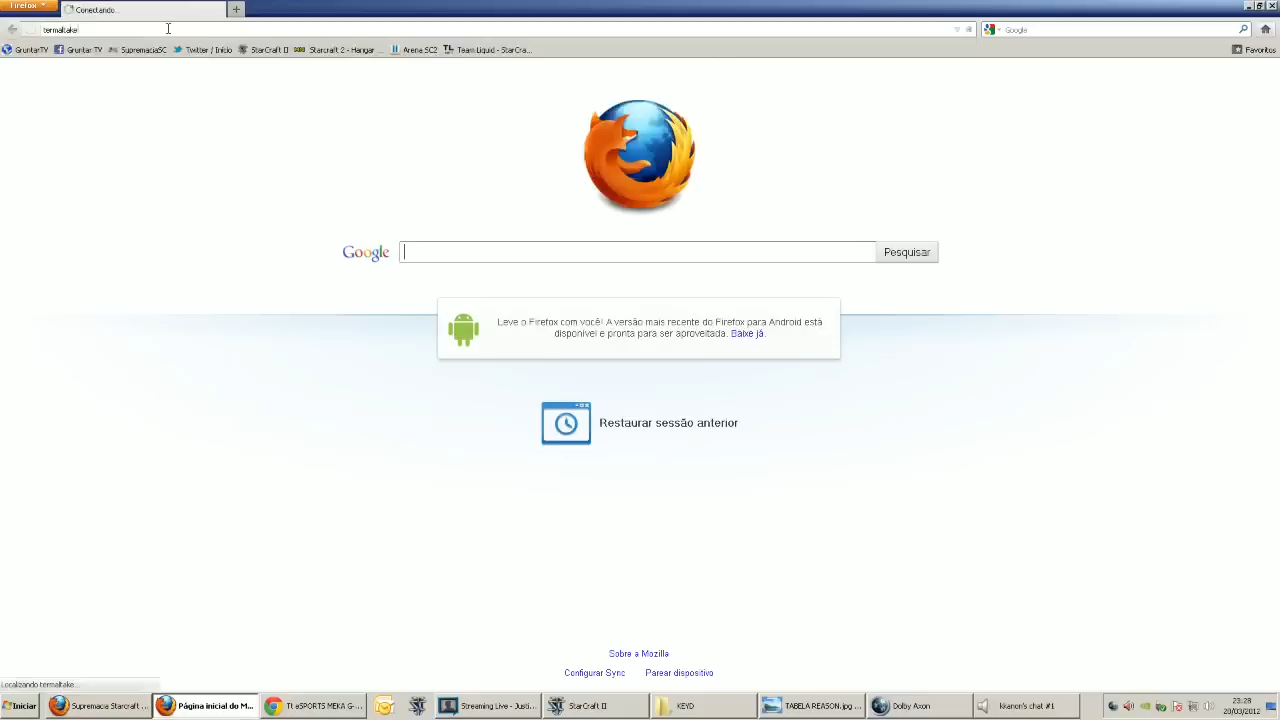 Firefox
Conectando...
termaltake
Google
GruntarTV
Gruntar TV
SupremaciaSC
Twitter / Início
StarCraft II
Starcraft 2 - Hangar ...
Arena SC2
Team Liquid - StarCra...
Favoritos
Google
Pesquisar
Leve o Firefox com você! A versão mais recente do Firefox para Android está
disponível e pronta para ser aproveitada. Baixe já.
Restaurar sessão anterior
Sobre a Mozilla
Configurar Sync
Parear dispositivo
Localizando termaltake...
Iniciar
Supremacia Starcraft ...
Página inicial do M...
Tt eSPORTS MEKA G-...
Streaming Live - Justi...
StarCraft II
KEYD
TABELA REASON.jpg ...
Dolby Axon
kkanon's chat #1
23:28
20/03/2012